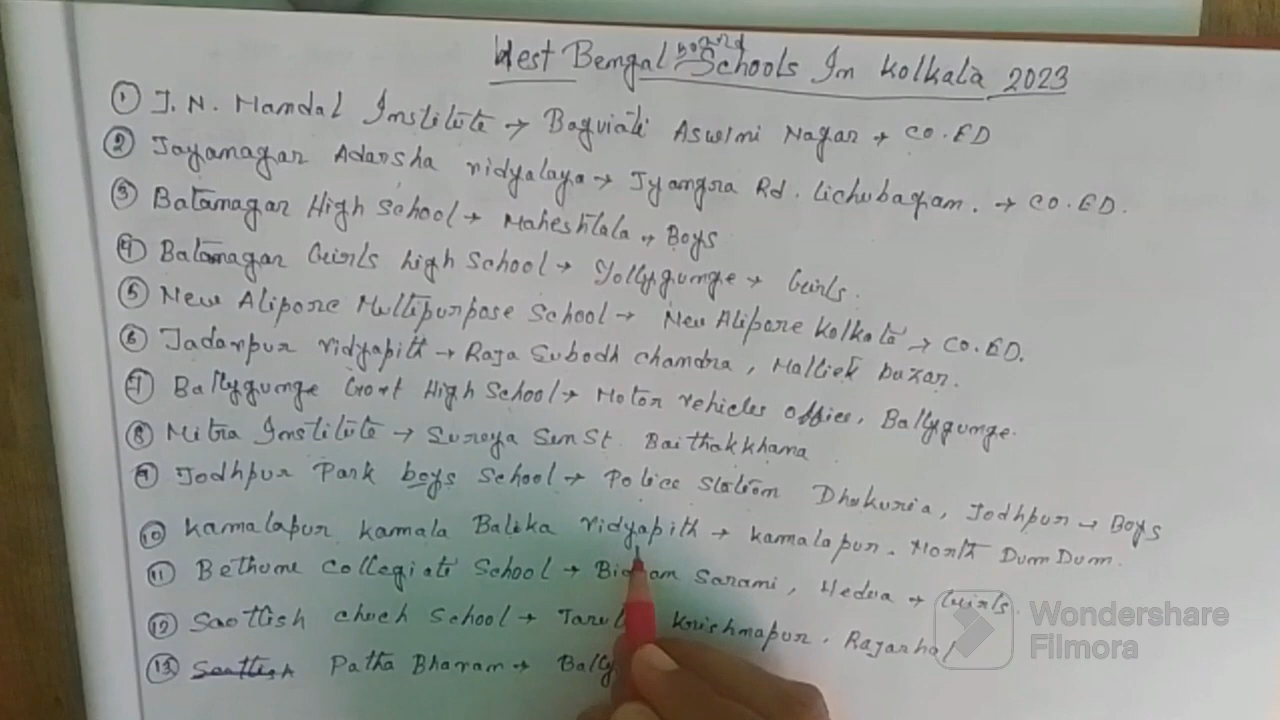 West Bengal board Schools In Kolkata 2023
① J. N. Mandal Institute → Baguiati Aswini Nagar → CO.ED
② Jayanagar Adarsha vidyalaya → Jyangra Rd. Lichubagan. → CO.ED.
③ Batanagar High School → Maheshtala → Boys
④ Batanagar Girls high School → Gollygunge → Girls.
⑤ New Alipore Multipurpose School → New Alipore Kolkata → CO.ED.
⑥ Jadavpur vidyapith → Raja Subodh chandra, Mallick bazar.
⑦ Ballygunge Govt High School → Motor vehicles office, Ballygunge.
⑧ Mitra Institute → Sureya Sen St. Baithakkhana
⑨ Jodhpur Park boys School → Police Station Dhakuria, Jodhpur → Boys
⑩ Kamalapur Kamala Balika vidyapith → Kamalapur. North Dum Dum.
⑪ Bethune Collegiate School → Sarani, Hedua → Girls.
⑫ Scottish School → Krishnapur, Rajarhat
⑬ Patha Bhavan →
Wondershare
Filmora